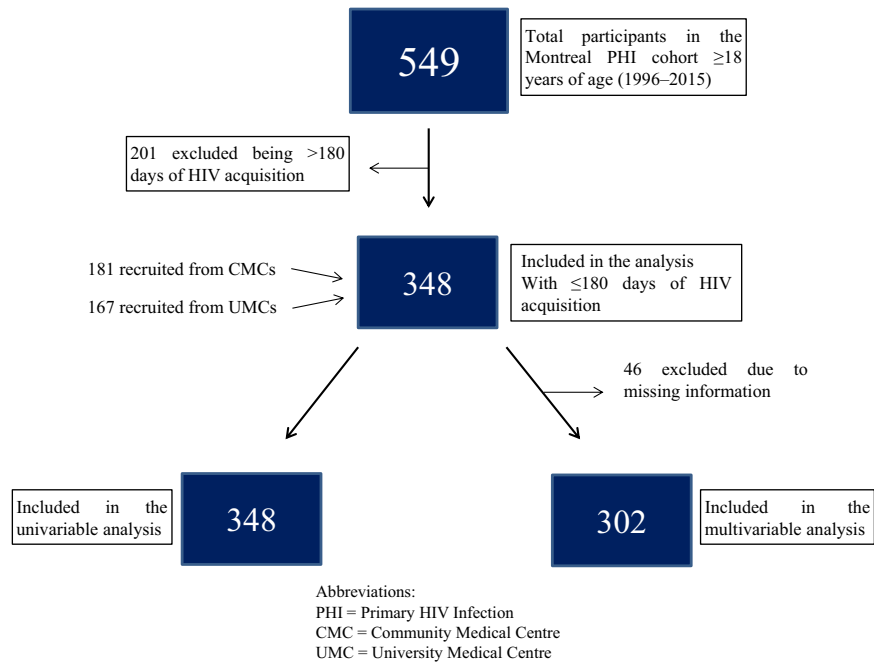 549
Total participants in the
Montreal PHI cohort ≥18
years of age (1996–2015)
201 excluded being >180
days of HIV acquisition
181 recruited from CMCs
167 recruited from UMCs
348
Included in the analysis
With ≤180 days of HIV
acquisition
46 excluded due to
missing information
Included in the
univariable analysis
348
302
Included in the
multivariable analysis
Abbreviations:
PHI = Primary HIV Infection
CMC = Community Medical Centre
UMC = University Medical Centre